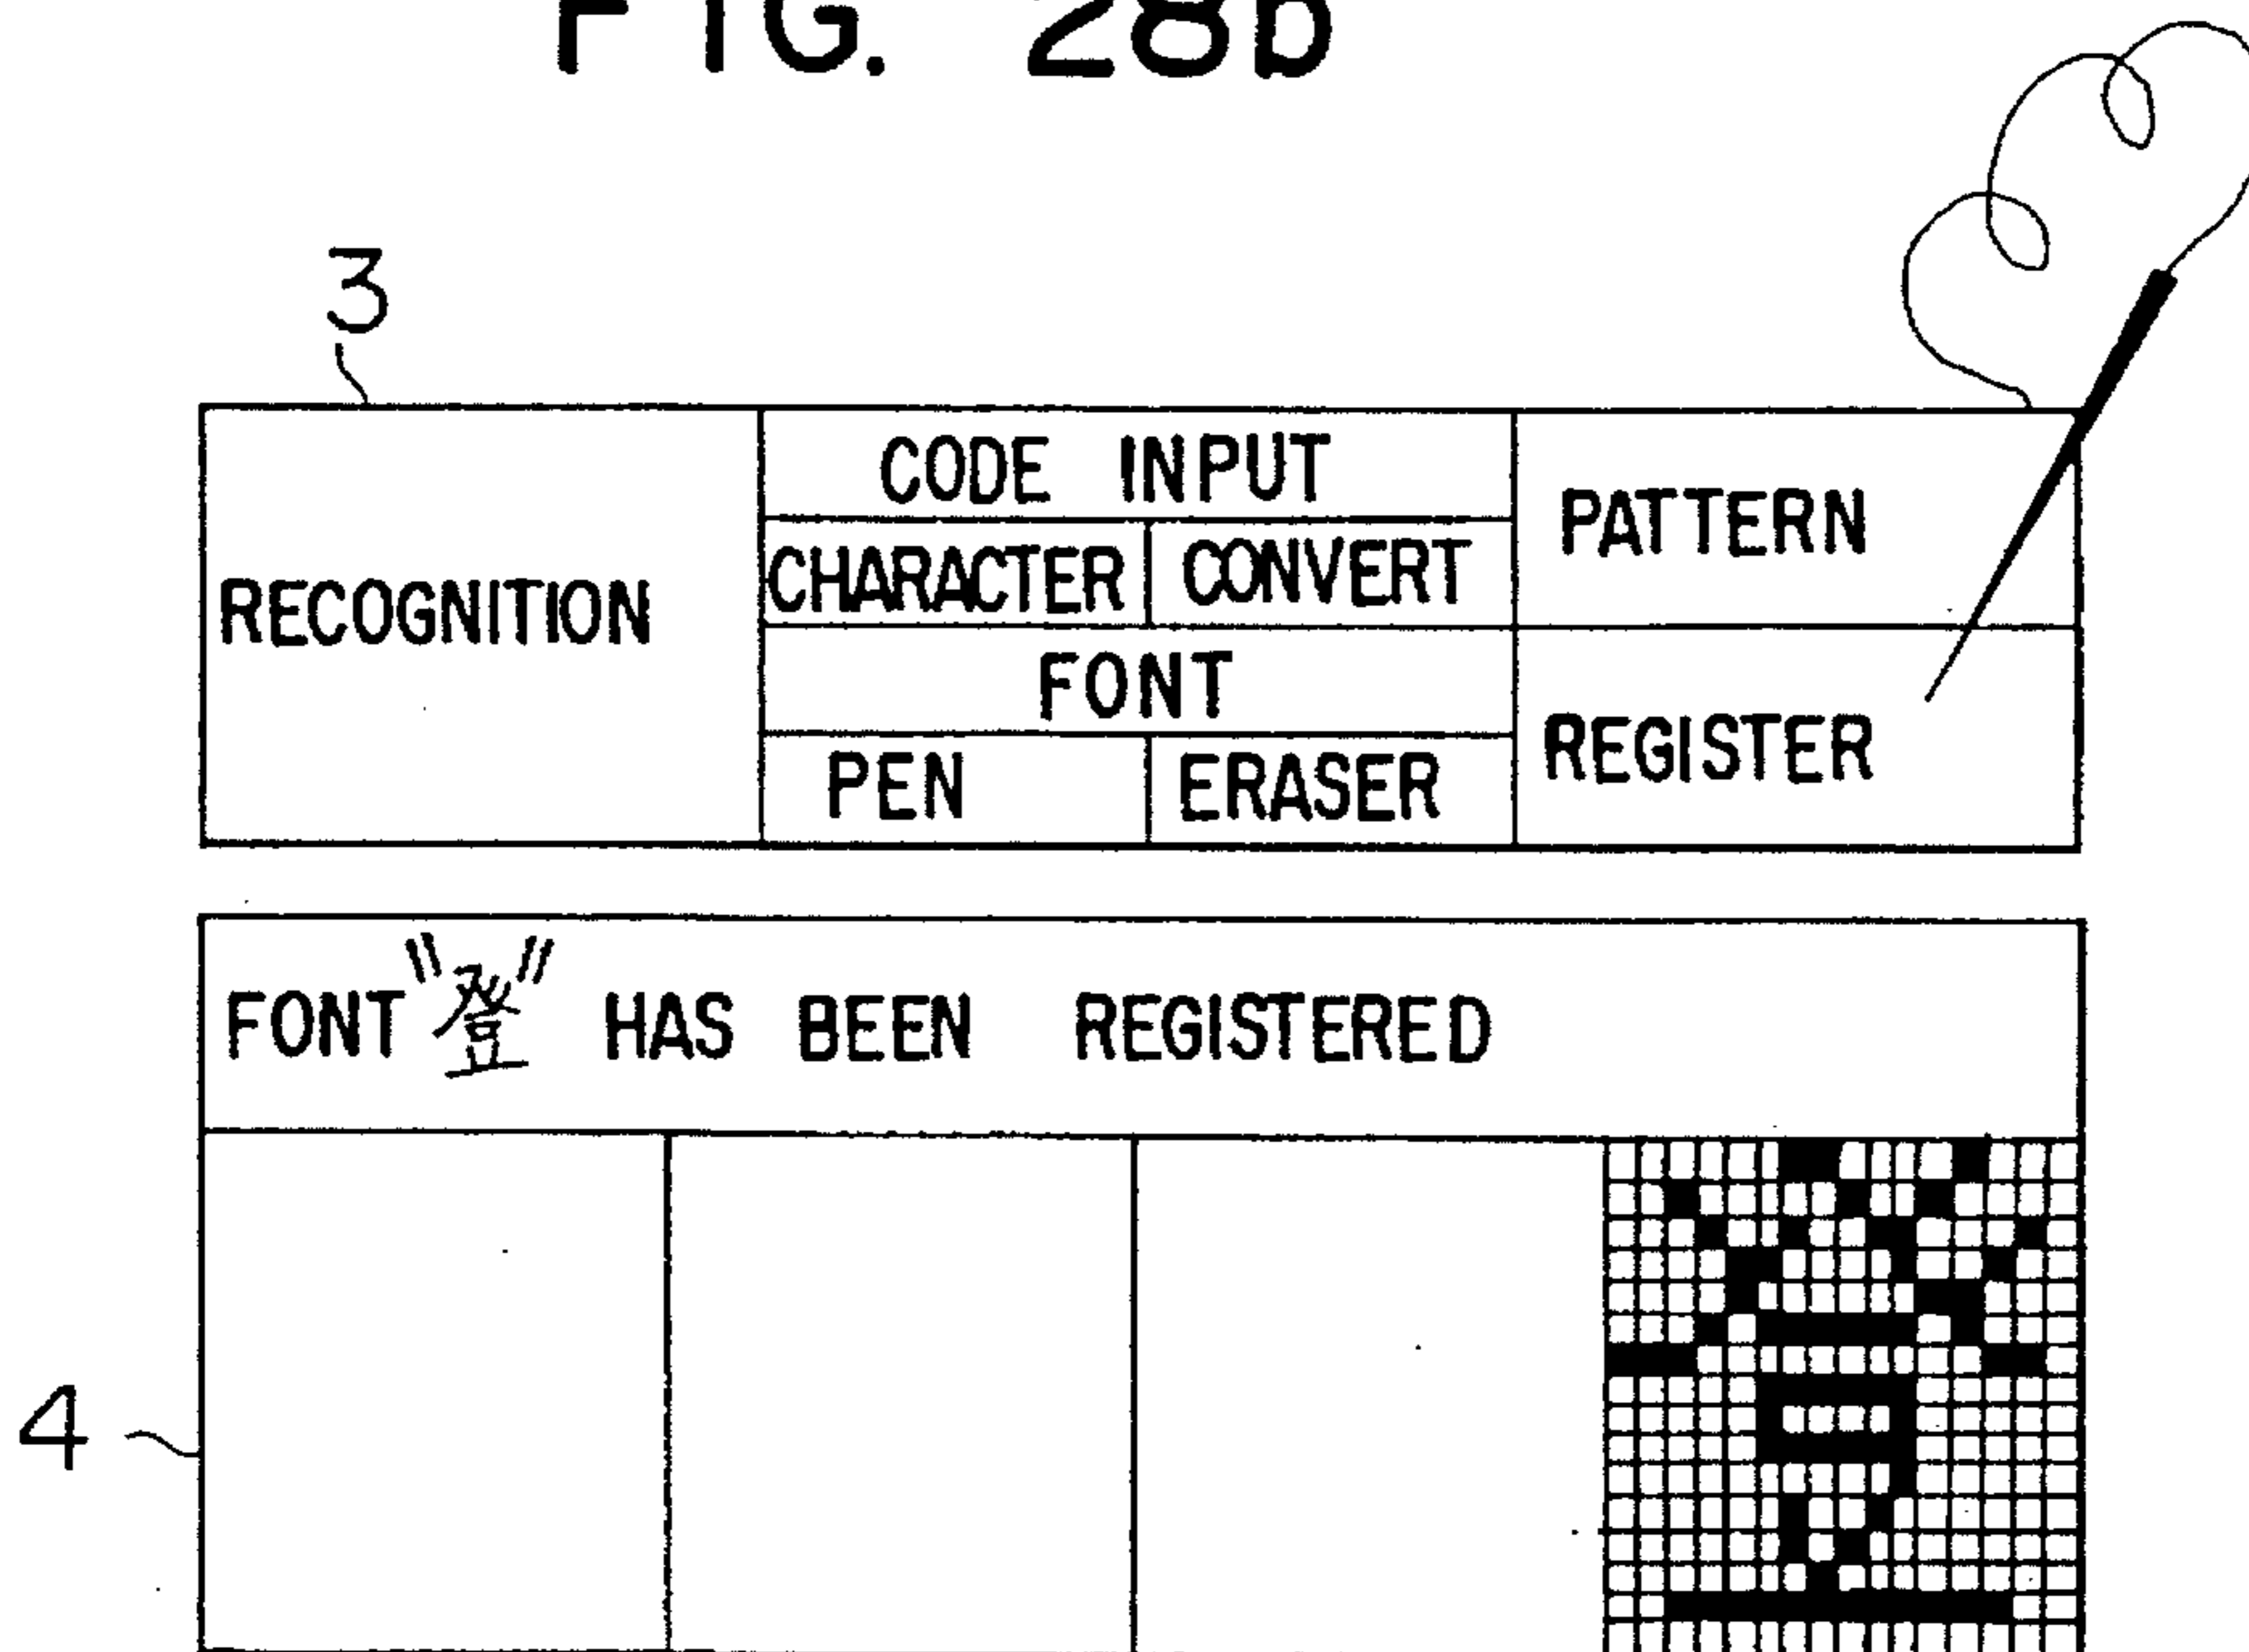 FIG. 28b
3
RECOGNITION
CODE INPUT
CHARACTER CONVERT
FONT
PEN ERASER
PATTERN
REGISTER
FONT "登" HAS BEEN REGISTERED
4